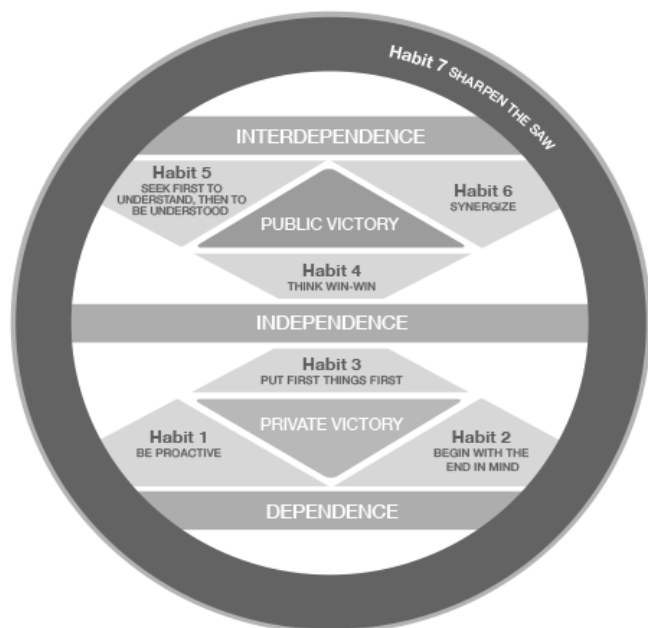 Habit 7 SHARPEN THE SAW
INTERDEPENDENCE
Habit 5
SEEK FIRST TO
UNDERSTAND, THEN TO
BE UNDERSTOOD
Habit 6
SYNERGIZE
PUBLIC VICTORY
Habit 4
THINK WIN-WIN
INDEPENDENCE
Habit 3
PUT FIRST THINGS FIRST
PRIVATE VICTORY
Habit 1
BE PROACTIVE
Habit 2
BEGIN WITH THE
END IN MIND
DEPENDENCE